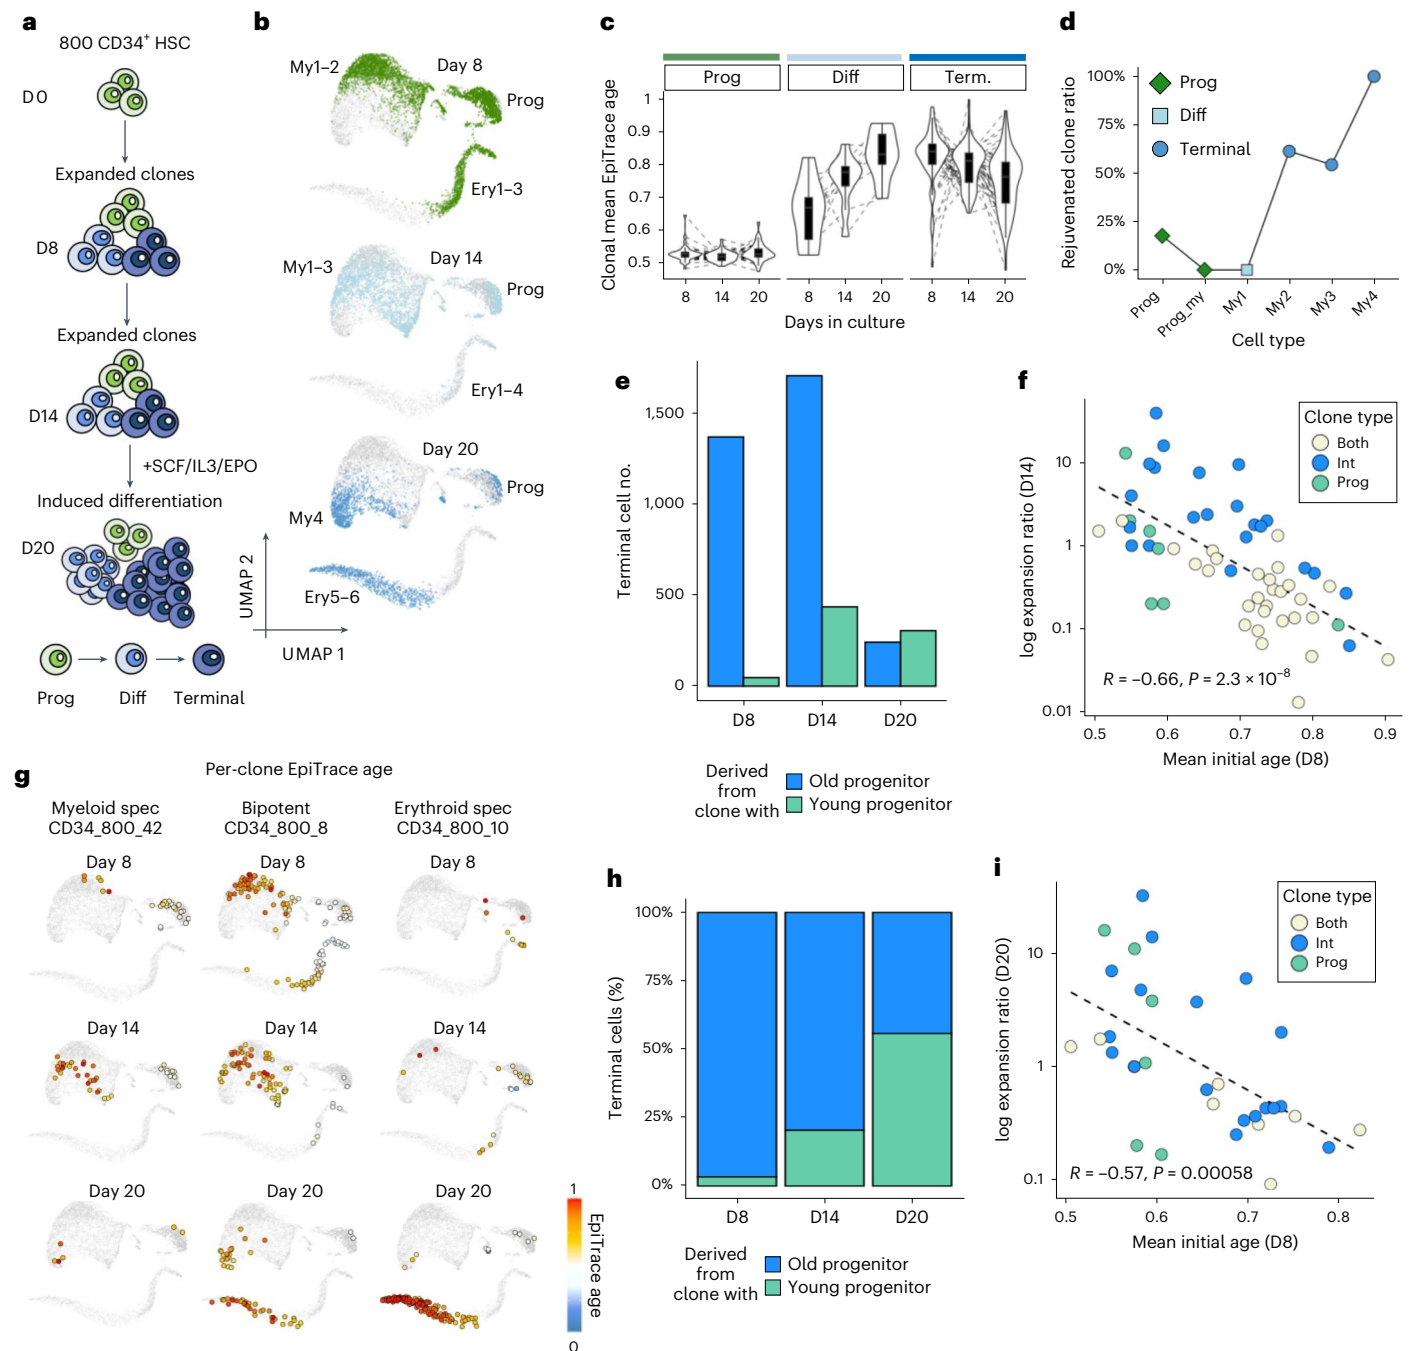 a
800 CD34+ HSC
D0
Expanded clones
D8
Expanded clones
D14
+SCF/IL3/EPO
Induced differentiation
D20
Prog
Diff
Terminal
b
My1–2
Day 8
Prog
Ery1–3
My1–3
Day 14
Prog
Ery1–4
Day 20
Prog
My4
Ery5–6
UMAP 2
UMAP 1
c
Prog
Diff
Term.
Clonal mean EpiTrace age
1
0.9
0.8
0.7
0.6
0.5
8 14 20 8 14 20 8 14 20
Days in culture
d
Rejuvenated clone ratio
100%
75%
50%
25%
0%
Prog
Diff
Terminal
Prog
Prog_my
My1
My2
My3
My4
Cell type
e
Terminal cell no.
1,500
1,000
500
0
D8 D14 D20
Derived
from
clone with
Old progenitor
Young progenitor
f
log expansion ratio (D14)
10
1
0.1
0.01
Clone type
Both
Int
Prog
R = −0.66, P = 2.3 × 10−8
0.5 0.6 0.7 0.8 0.9
Mean initial age (D8)
g
Per-clone EpiTrace age
Myeloid spec
CD34_800_42
Bipotent
CD34_800_8
Erythroid spec
CD34_800_10
Day 8 Day 8 Day 8
Day 14 Day 14 Day 14
Day 20 Day 20 Day 20
1
EpiTrace age
0
h
Terminal cells (%)
100%
75%
50%
25%
0%
D8 D14 D20
Derived
from
clone with
Old progenitor
Young progenitor
i
log expansion ratio (D20)
10
1
0.1
Clone type
Both
Int
Prog
R = −0.57, P = 0.00058
0.5 0.6 0.7 0.8
Mean initial age (D8)